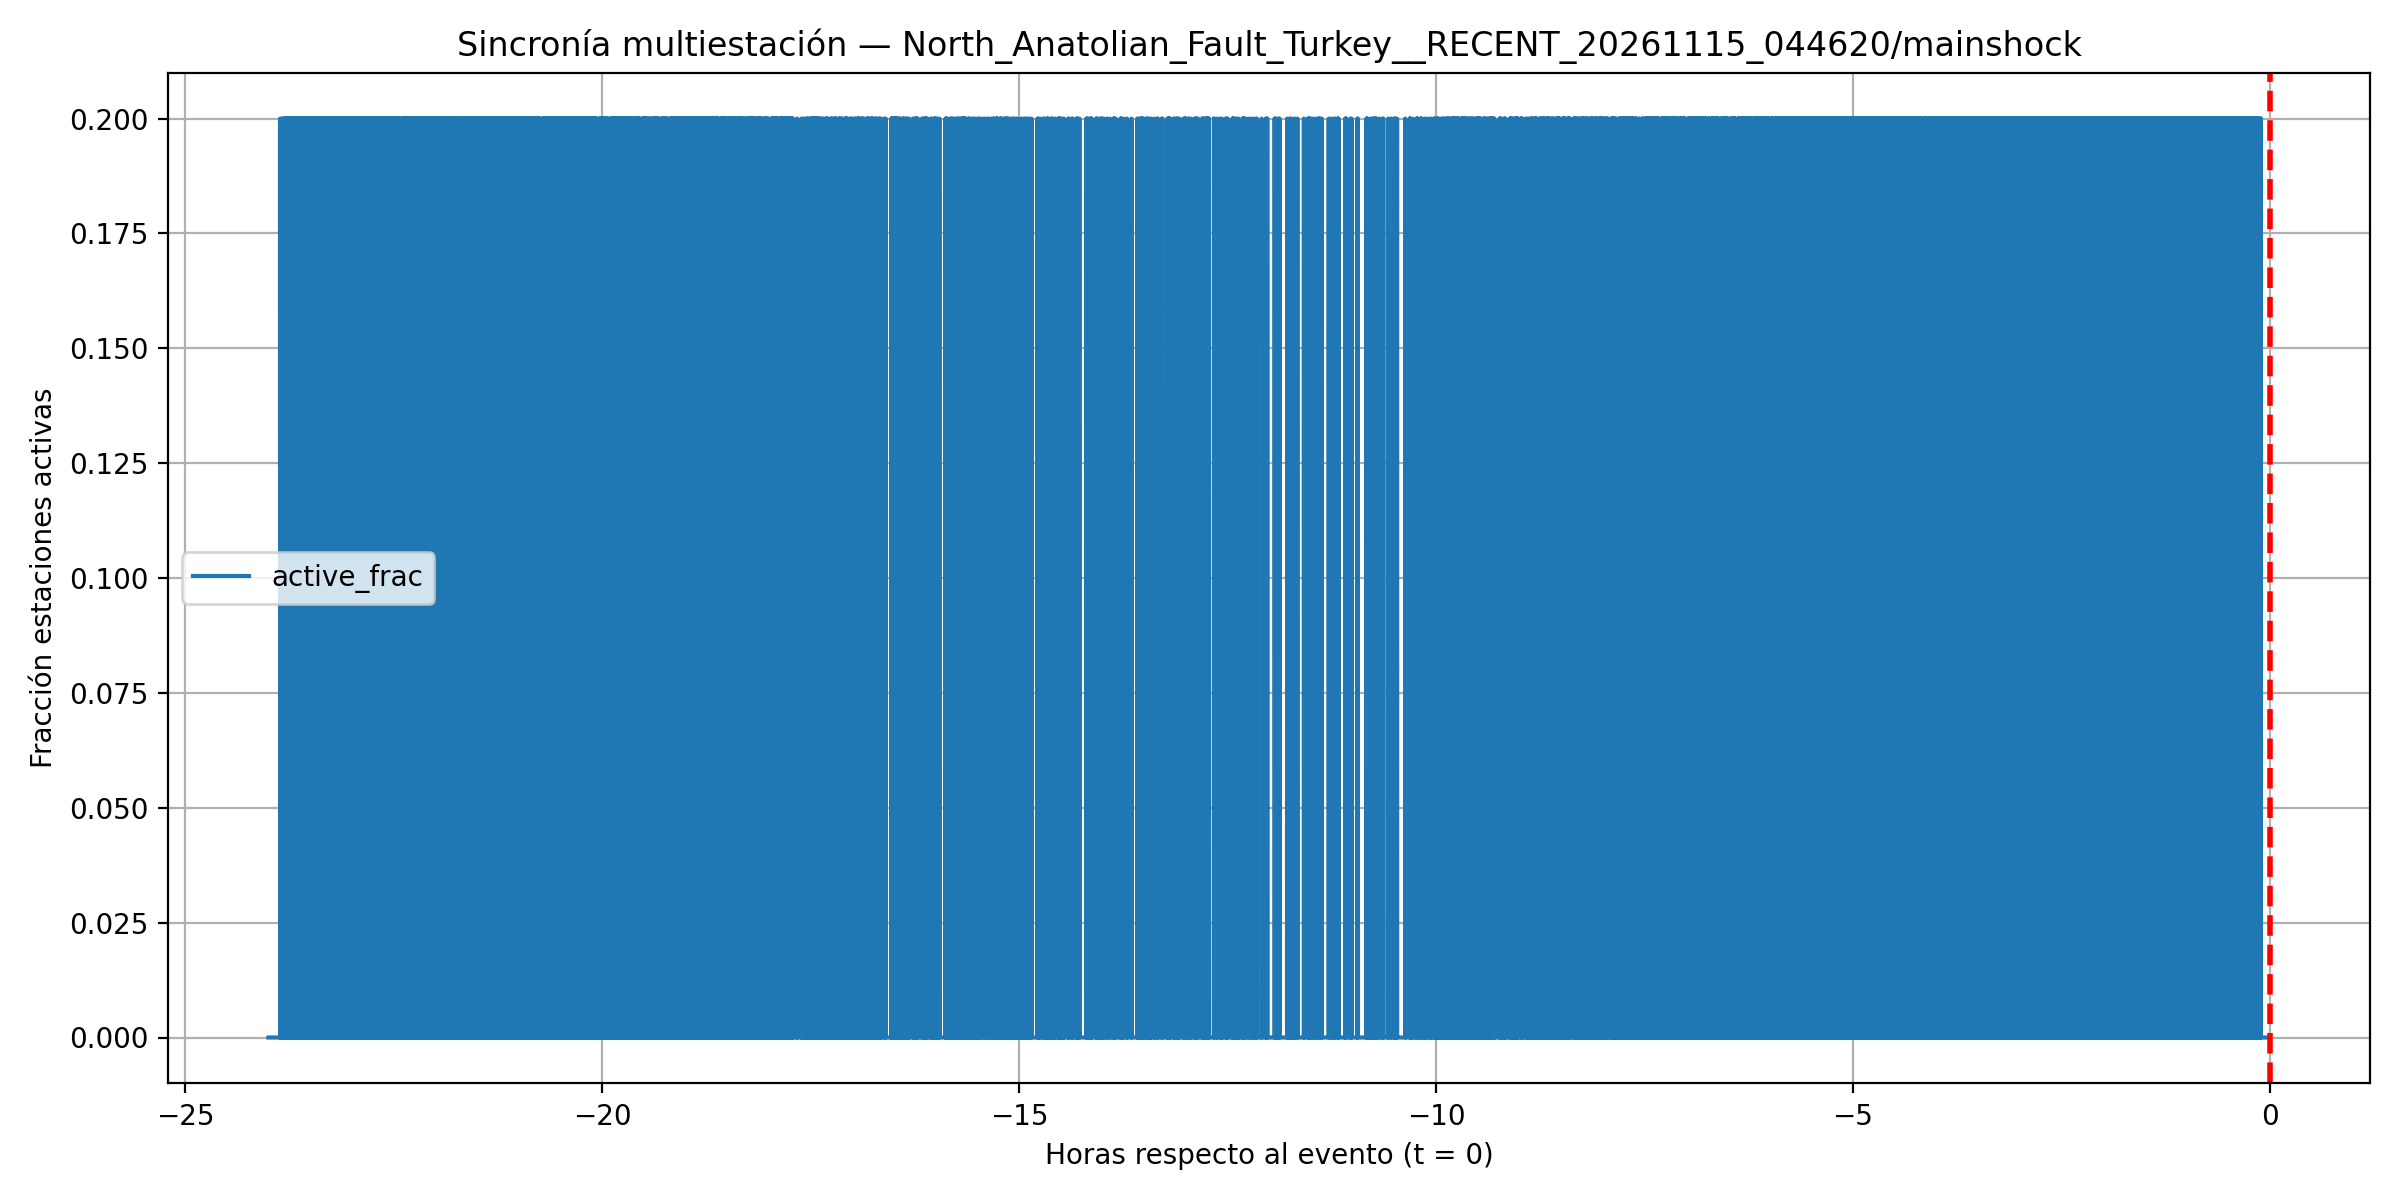 Sincronía multiestación — North_Anatolian_Fault_Turkey__RECENT_20261115_044620/mainshock
Fracción estaciones activas
0.200
0.175
0.150
0.125
0.100
0.075
0.050
0.025
0.000
active_frac
−25 −20 −15 −10 −5 0
Horas respecto al evento (t = 0)